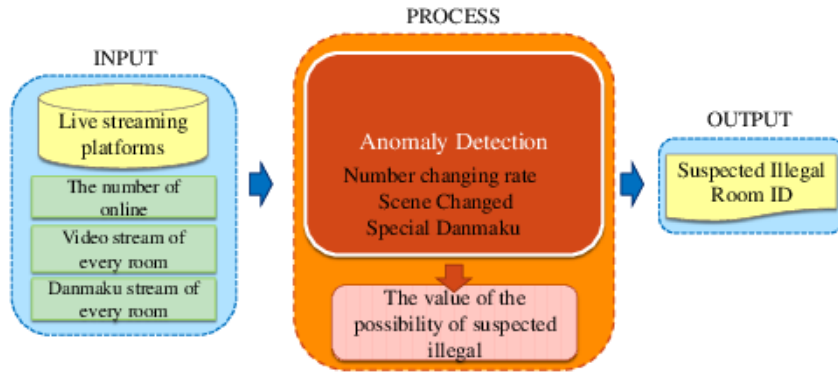 INPUT
Live streaming
platforms
The number of
online
Video stream of
every room
Danmaku stream of
every room
PROCESS
Anomaly Detection
Number changing rate
Scene Changed
Special Danmaku
The value of the
possibility of suspected
illegal
OUTPUT
Suspected Illegal
Room ID